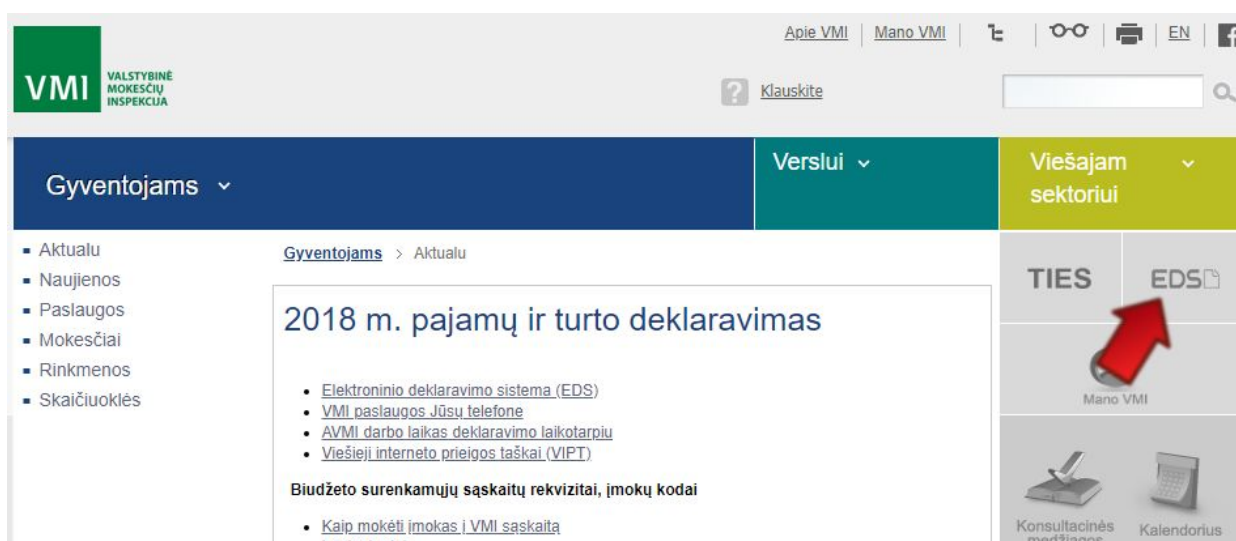 Apie VMI
Mano VMI
EN
VMI
VALSTYBINĖ
MOKESČIŲ
INSPEKCIJA
Klauskite
Gyventojams
Verslui
Viešajam
sektoriui
Aktualu
Naujienos
Paslaugos
Mokesčiai
Rinkmenos
Skaičiuoklės
Gyventojams > Aktualu
2018 m. pajamų ir turto deklaravimas
Elektroninio deklaravimo sistema (EDS)
VMI paslaugos Jūsų telefone
AVMI darbo laikas deklaravimo laikotarpiu
Viešieji interneto prieigos taškai (VIPT)
Biudžeto surenkamųjų sąskaitų rekvizitai, įmokų kodai
Kaip mokėti įmokas į VMI sąskaitą
TIES
EDS
Mano VMI
Konsultacinės
medžiagos
Kalendorius